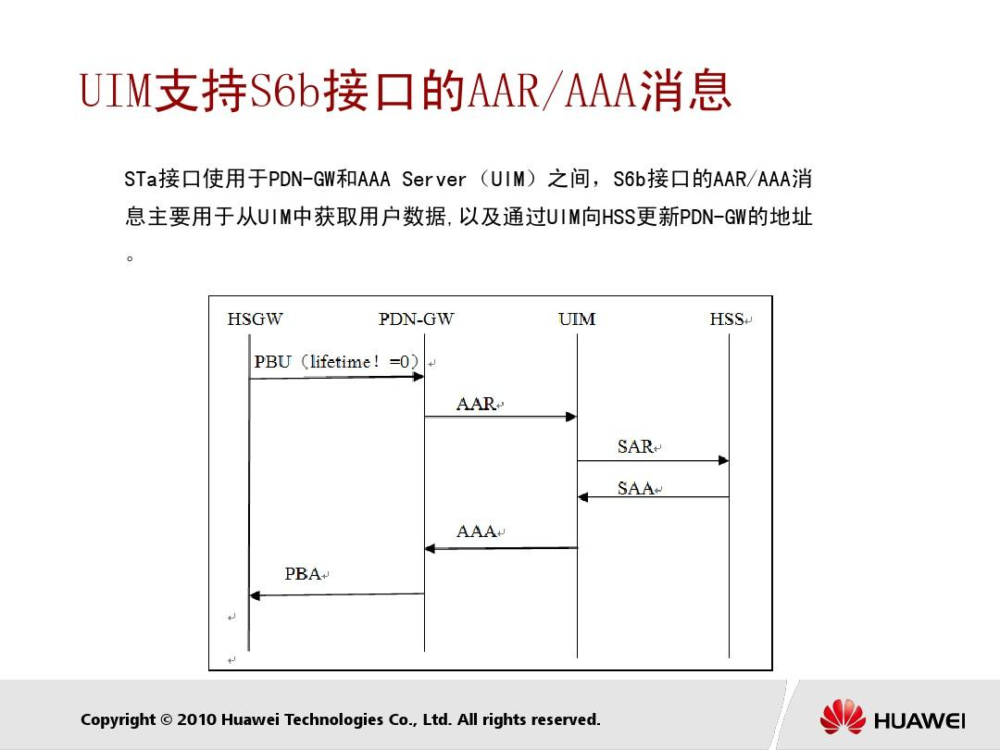 UIM支持S6b接口的AAR/AAA消息
STa接口使用于PDN-GW和AAA Server（UIM）之间，S6b接口的AAR/AAA消
息主要用于从UIM中获取用户数据,以及通过UIM向HSS更新PDN-GW的地址
。
HSGW PDN-GW UIM HSS
PBU（lifetime！=0）
AAR
SAR
SAA
AAA
PBA
Copyright © 2010 Huawei Technologies Co., Ltd. All rights reserved.
HUAWEI